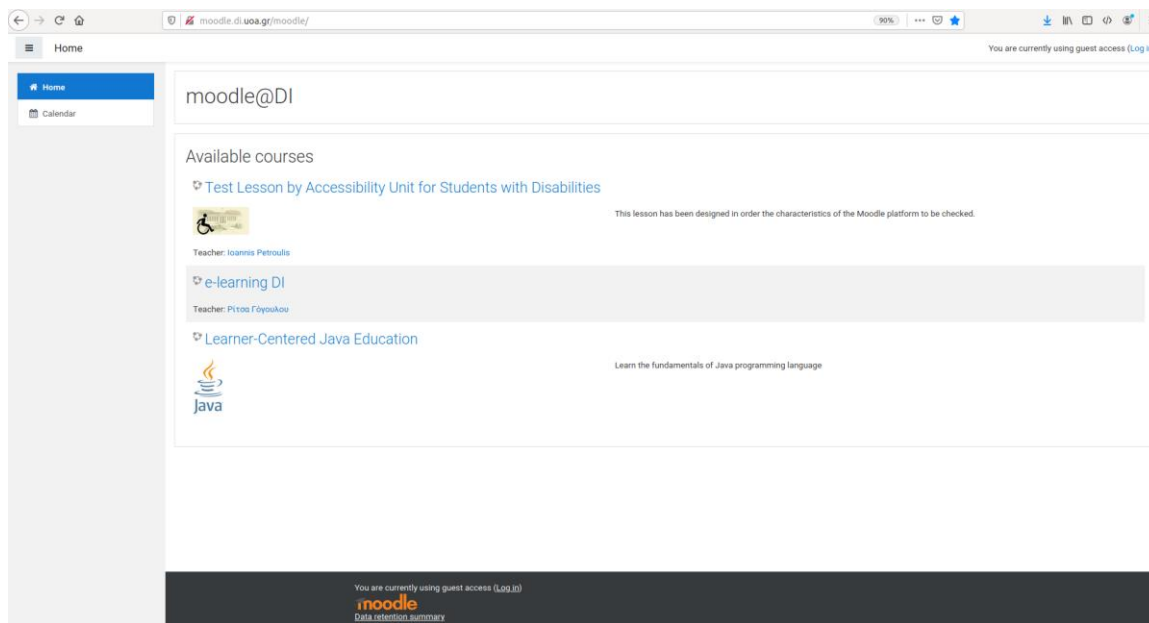 moodle.di.uoa.gr/moodle/
90%
Home
You are currently using guest access (Log i
Home
Calendar
moodle@DI
Available courses
Test Lesson by Accessibility Unit for Students with Disabilities
This lesson has been designed in order the characteristics of the Moodle platform to be checked.
Teacher: Ioannis Petroulis
e-learning DI
Teacher: Ρίτσα Γόγουλου
Learner-Centered Java Education
Learn the fundamentals of Java programming language
Java
You are currently using guest access (Log in)
moodle
Data retention summary